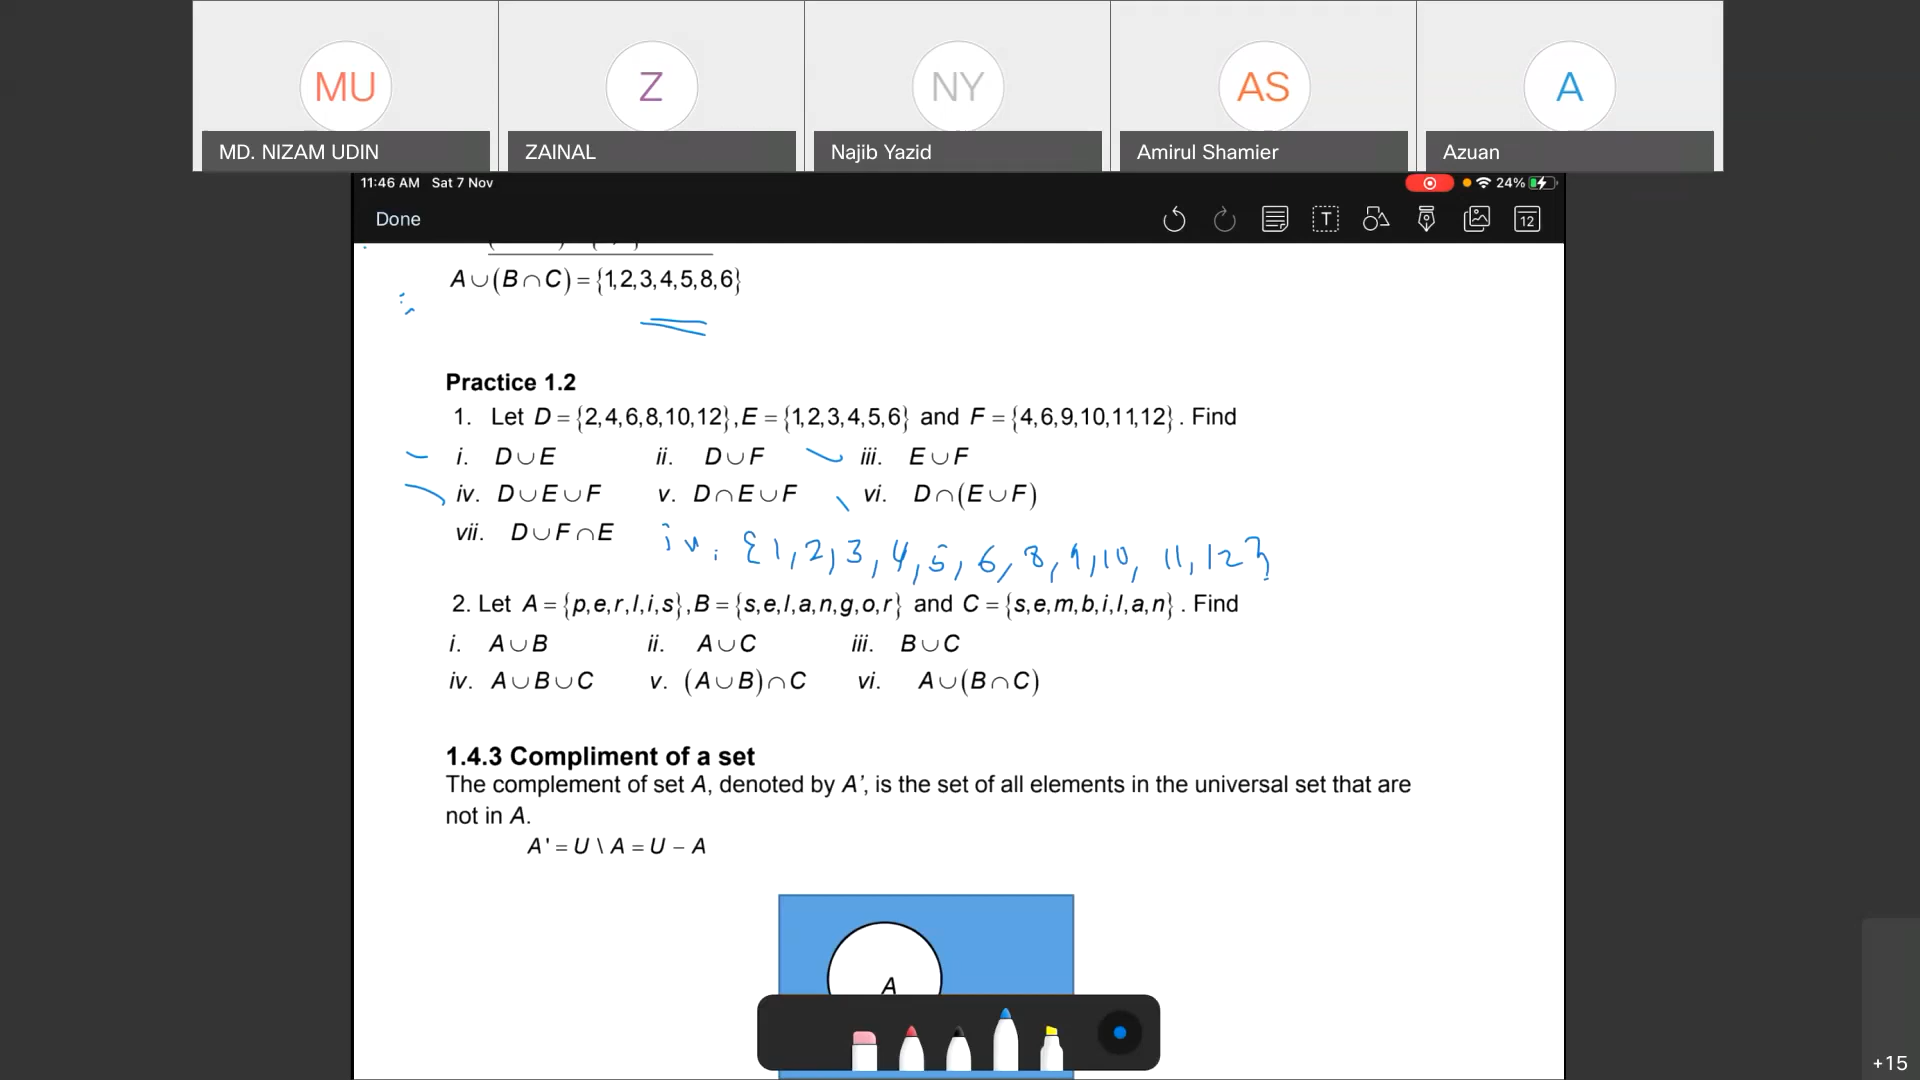 MU Z NY AS A
MD. NIZAM UDIN ZAINAL Najib Yazid Amirul Shamier Azuan
11:46 AM Sat 7 Nov 24%
Done T 12
A∪(B∩C)={1,2,3,4,5,8,6}
Practice 1.2
1. Let D={2,4,6,8,10,12},E={1,2,3,4,5,6} and F={4,6,9,10,11,12}. Find
i. D∪E ii. D∪F iii. E∪F
iv. D∪E∪F v. D∩E∪F vi. D∩(E∪F)
vii. D∪F∩E
iv. {1,2,3,4,5,6,8,9,10,11,12}
2. Let A={p,e,r,l,i,s},B={s,e,l,a,n,g,o,r} and C={s,e,m,b,i,l,a,n}. Find
i. A∪B ii. A∪C iii. B∪C
iv. A∪B∪C v. (A∪B)∩C vi. A∪(B∩C)
1.4.3 Compliment of a set
The complement of set A, denoted by A’, is the set of all elements in the universal set that are
not in A.
A'=U\A=U−A
A
+15